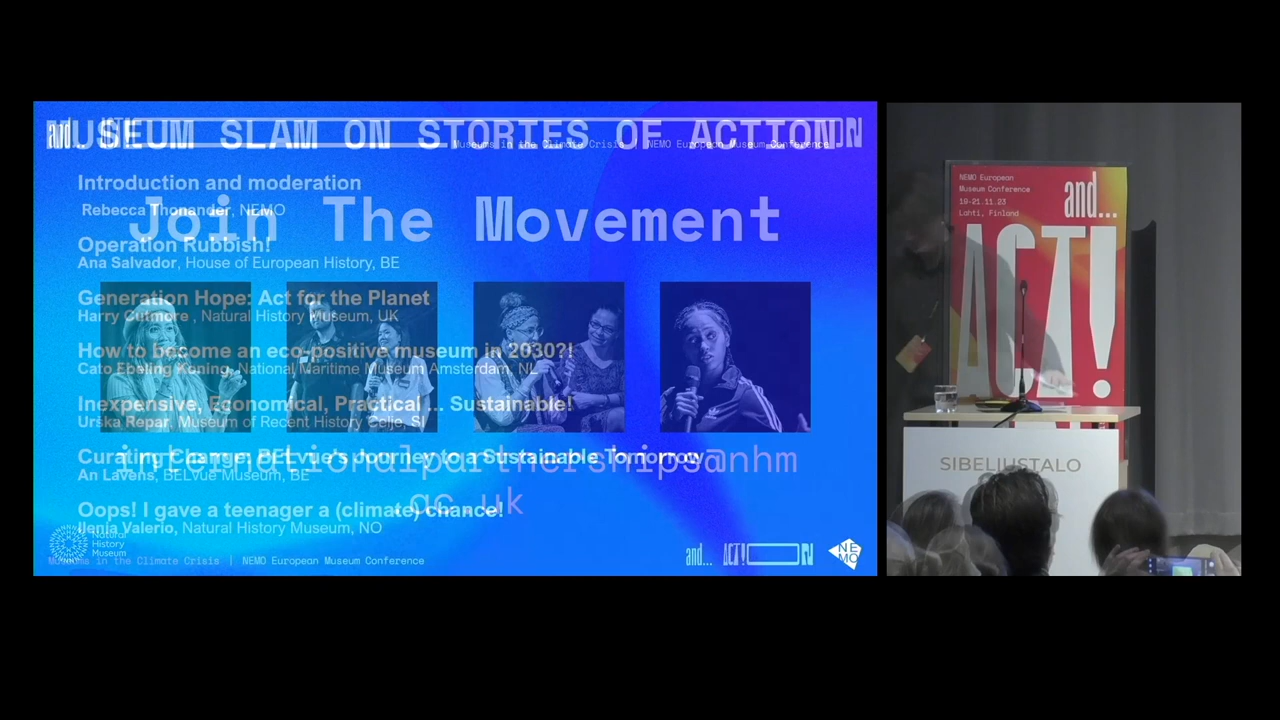 MUSEUM SLAM ON STORIES OF ACTION
and...
Museums in the Climate Crisis | NEMO European Museum Conference
Introduction and moderation
Rebecca Thonander, NEMO
Join The Movement
Operation Rubbish!
Ana Salvador, House of European History, BE
Generation Hope: Act for the Planet
Harry Cutmore , Natural History Museum, UK
How to become an eco-positive museum in 2030?!
Cato Ebeling Koning, National Maritime Museum Amsterdam, NL
Inexpensive, Economical, Practical ... Sustainable!
Urška Repar, Museum of Recent History Celje, SI
Curating Change: BELvue's Journey to a Sustainable Tomorrow
internationalpartnerships@nhm
An Lavens, BELvue Museum, BE
.ac.uk
Oops! I gave a teenager a (climate) chance!
Ilenia Valerio, Natural History Museum, NO
Natural
History
Museum
Museums in the Climate Crisis | NEMO European Museum Conference
and... ACT!ON
NE
MO
NEMO European
Museum Conference
19-21.11.23
Lahti, Finland
and...
ACT!
SIBELIUSTALO